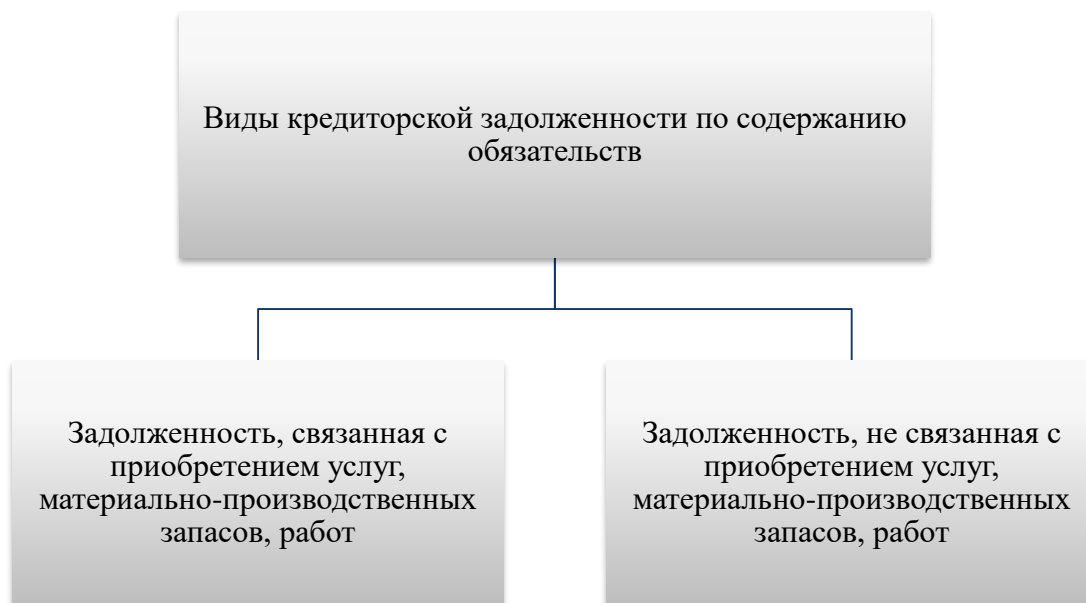 Виды кредиторской задолженности по содержанию
обязательств
Задолженность, связанная с
приобретением услуг,
материально-производственных
запасов, работ
Задолженность, не связанная с
приобретением услуг,
материально-производственных
запасов, работ